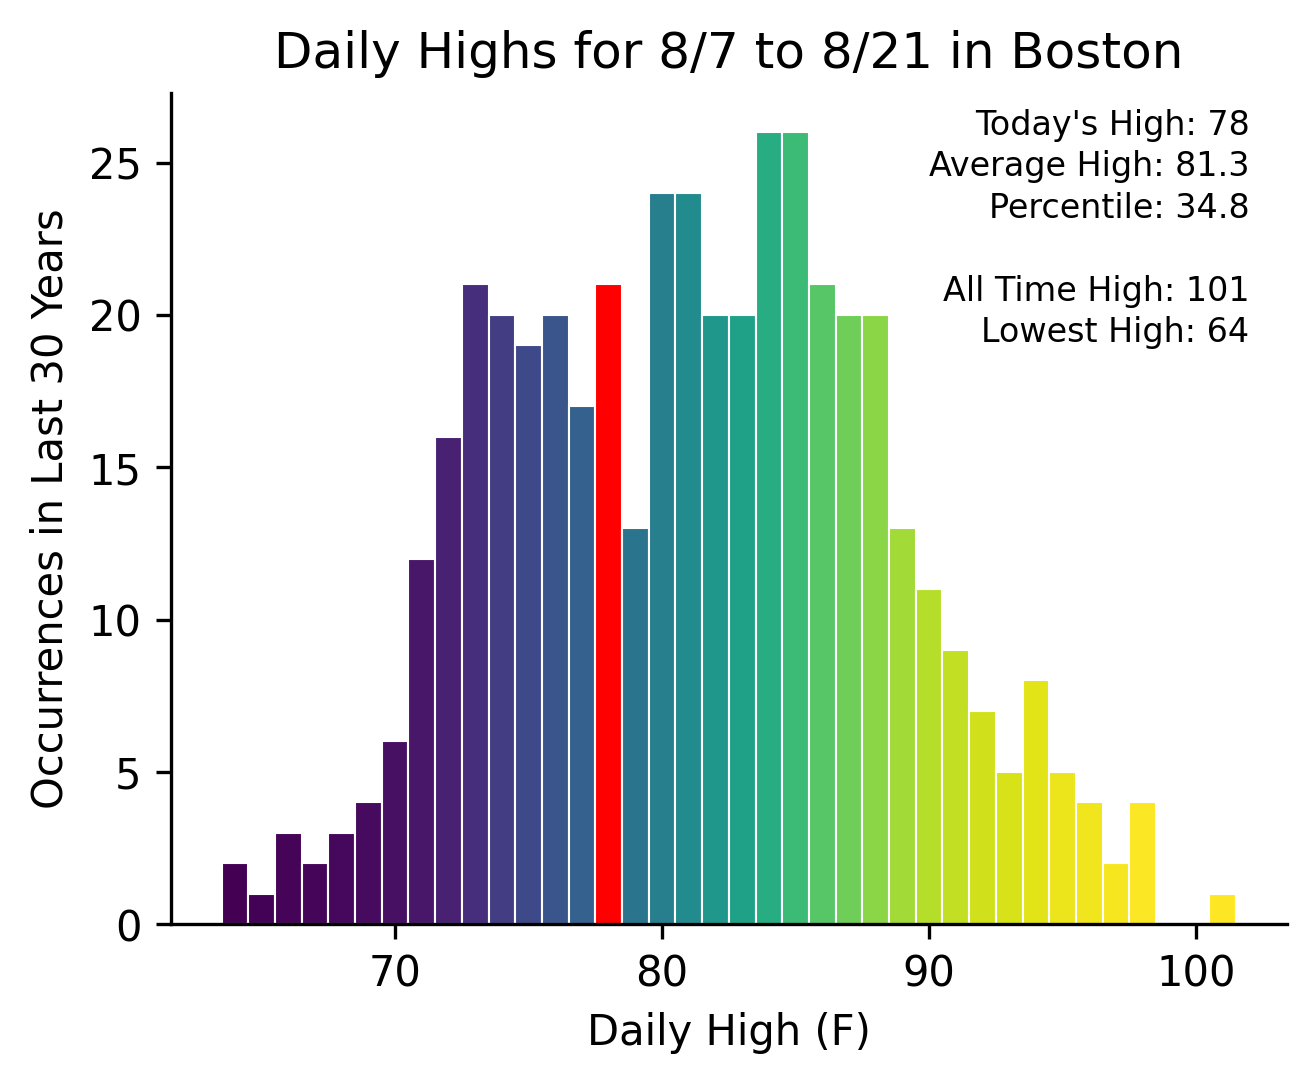 Daily Highs for 8/7 to 8/21 in Boston
Today's High: 78
Average High: 81.3
Percentile: 34.8
All Time High: 101
Lowest High: 64
Occurrences in Last 30 Years
25
20
15
10
5
0
70 80 90 100
Daily High (F)